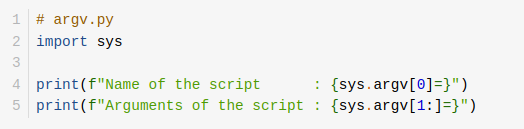 1 # argv.py
2 import sys
3
4 print(f"Name of the script      : {sys.argv[0]=}")
5 print(f"Arguments of the script : {sys.argv[1:]=}")